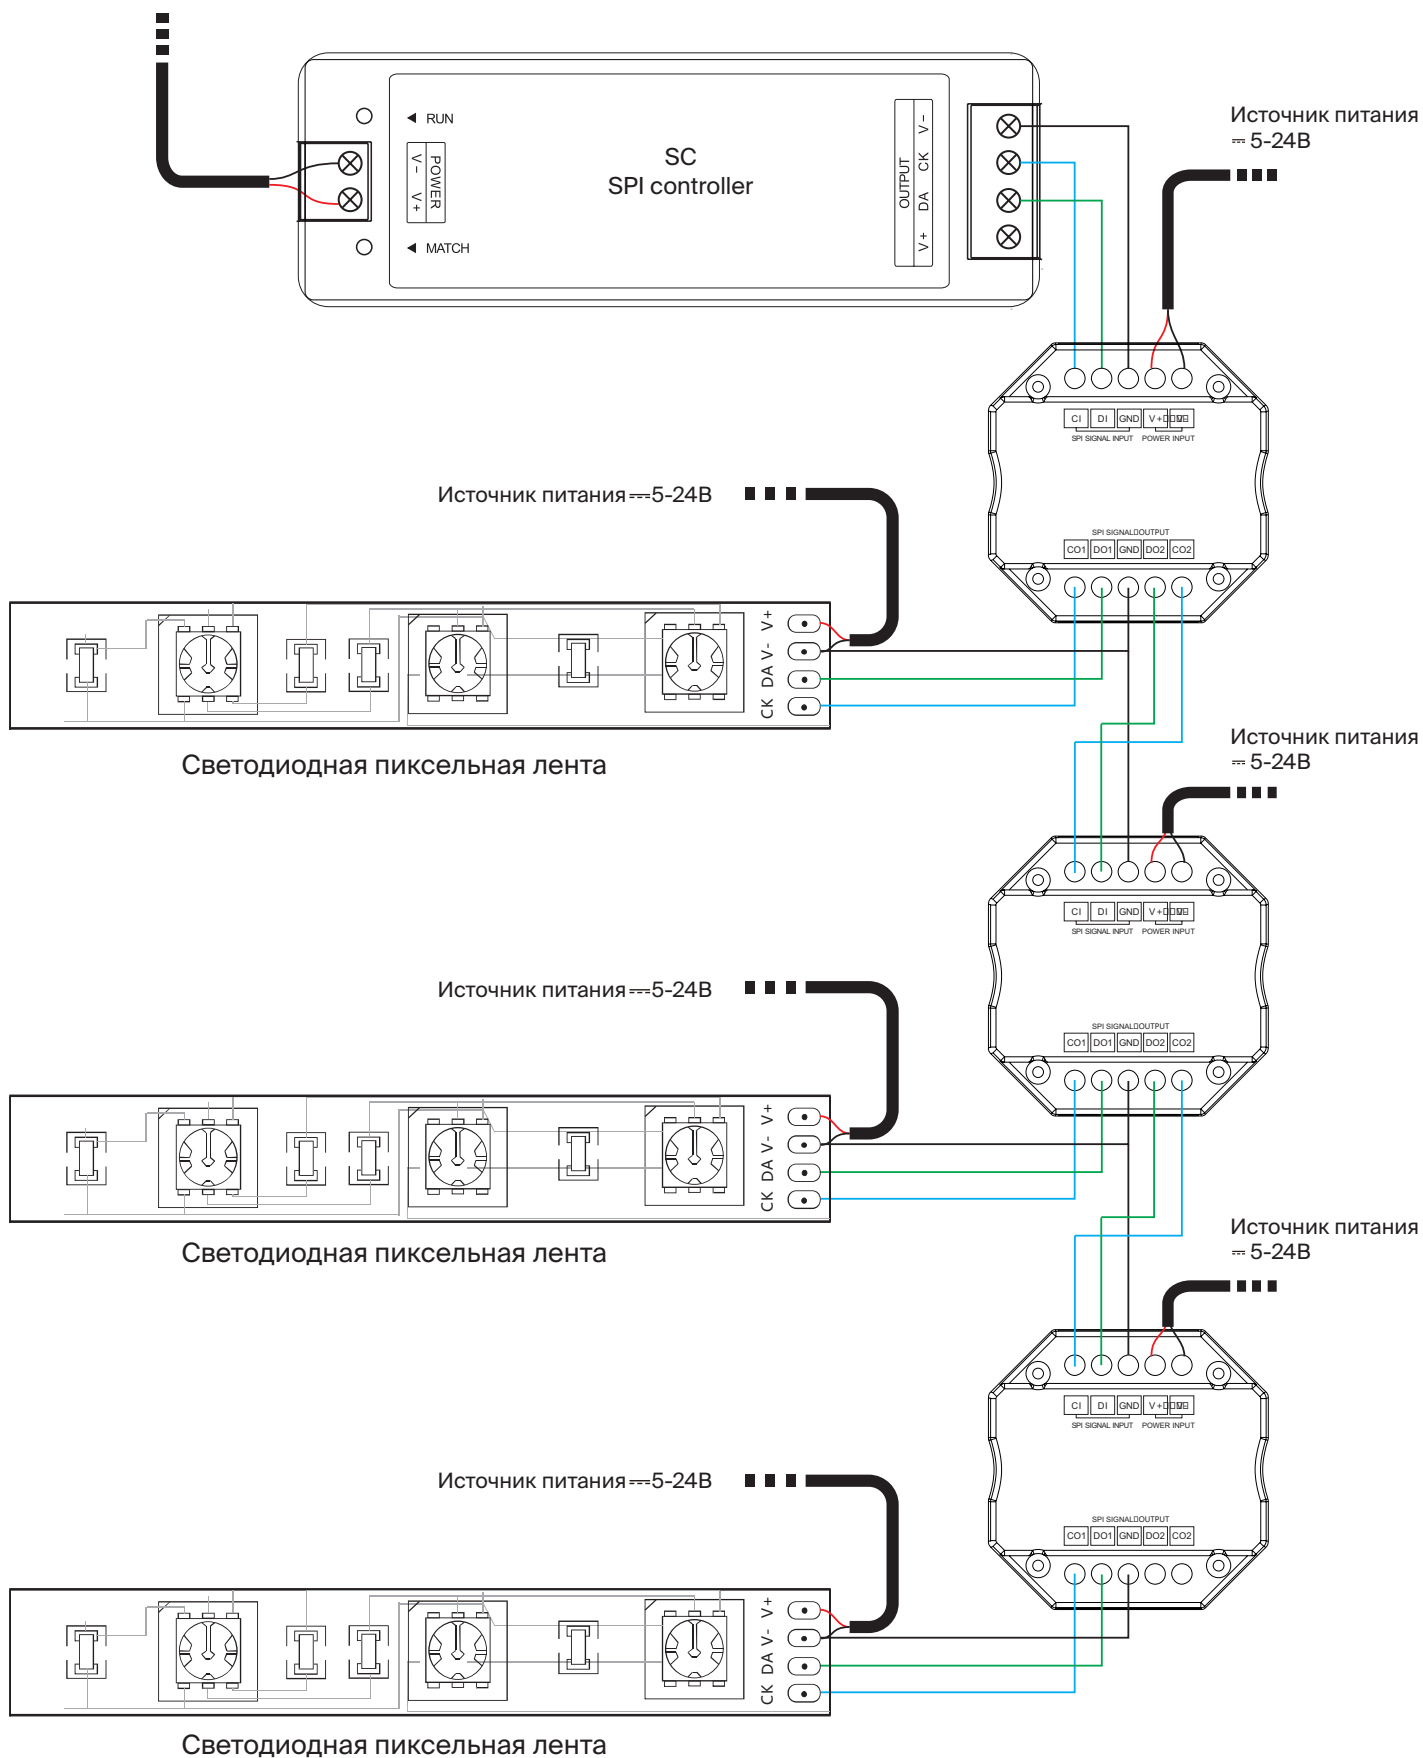 RUN
POWER
V- V+
MATCH
SC
SPI controller
OUTPUT
V+ DA CK V-
Источник питания
⎓ 5-24В
CI DI GND V+ V-
SPI SIGNAL INPUT POWER INPUT
SPI SIGNAL OUTPUT
CO1 DO1 GND DO2 CO2
Источник питания ⎓5-24В
CK DA V- V+
Светодиодная пиксельная лента
Источник питания
⎓ 5-24В
CI DI GND V+ V-
SPI SIGNAL INPUT POWER INPUT
SPI SIGNAL OUTPUT
CO1 DO1 GND DO2 CO2
Источник питания ⎓5-24В
CK DA V- V+
Светодиодная пиксельная лента
Источник питания
⎓ 5-24В
CI DI GND V+ V-
SPI SIGNAL INPUT POWER INPUT
SPI SIGNAL OUTPUT
CO1 DO1 GND DO2 CO2
Источник питания ⎓5-24В
CK DA V- V+
Светодиодная пиксельная лента